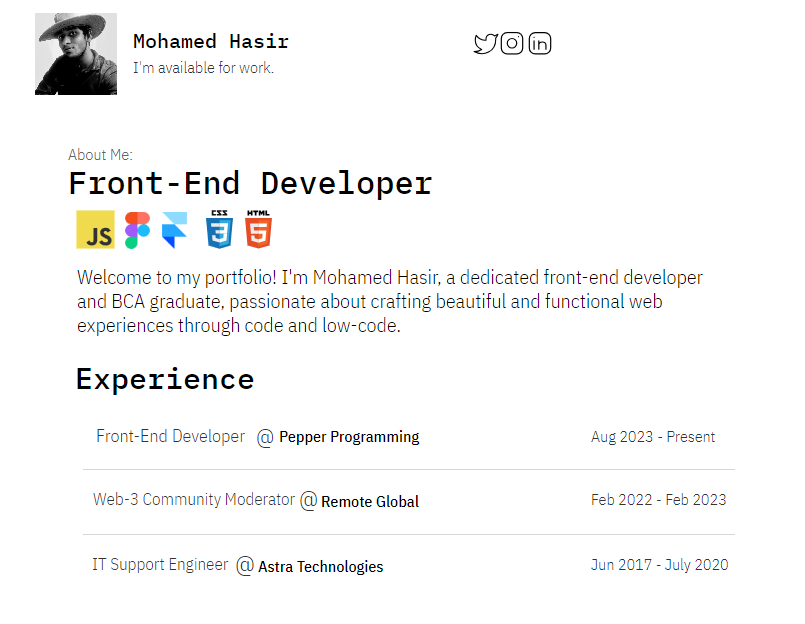 Mohamed Hasir
I'm available for work.
About Me:
Front-End Developer
JS CSS 3 HTML 5
Welcome to my portfolio! I'm Mohamed Hasir, a dedicated front-end developer
and BCA graduate, passionate about crafting beautiful and functional web
experiences through code and low-code.
Experience
Front-End Developer @ Pepper Programming Aug 2023 - Present
Web-3 Community Moderator @ Remote Global Feb 2022 - Feb 2023
IT Support Engineer @ Astra Technologies Jun 2017 - July 2020